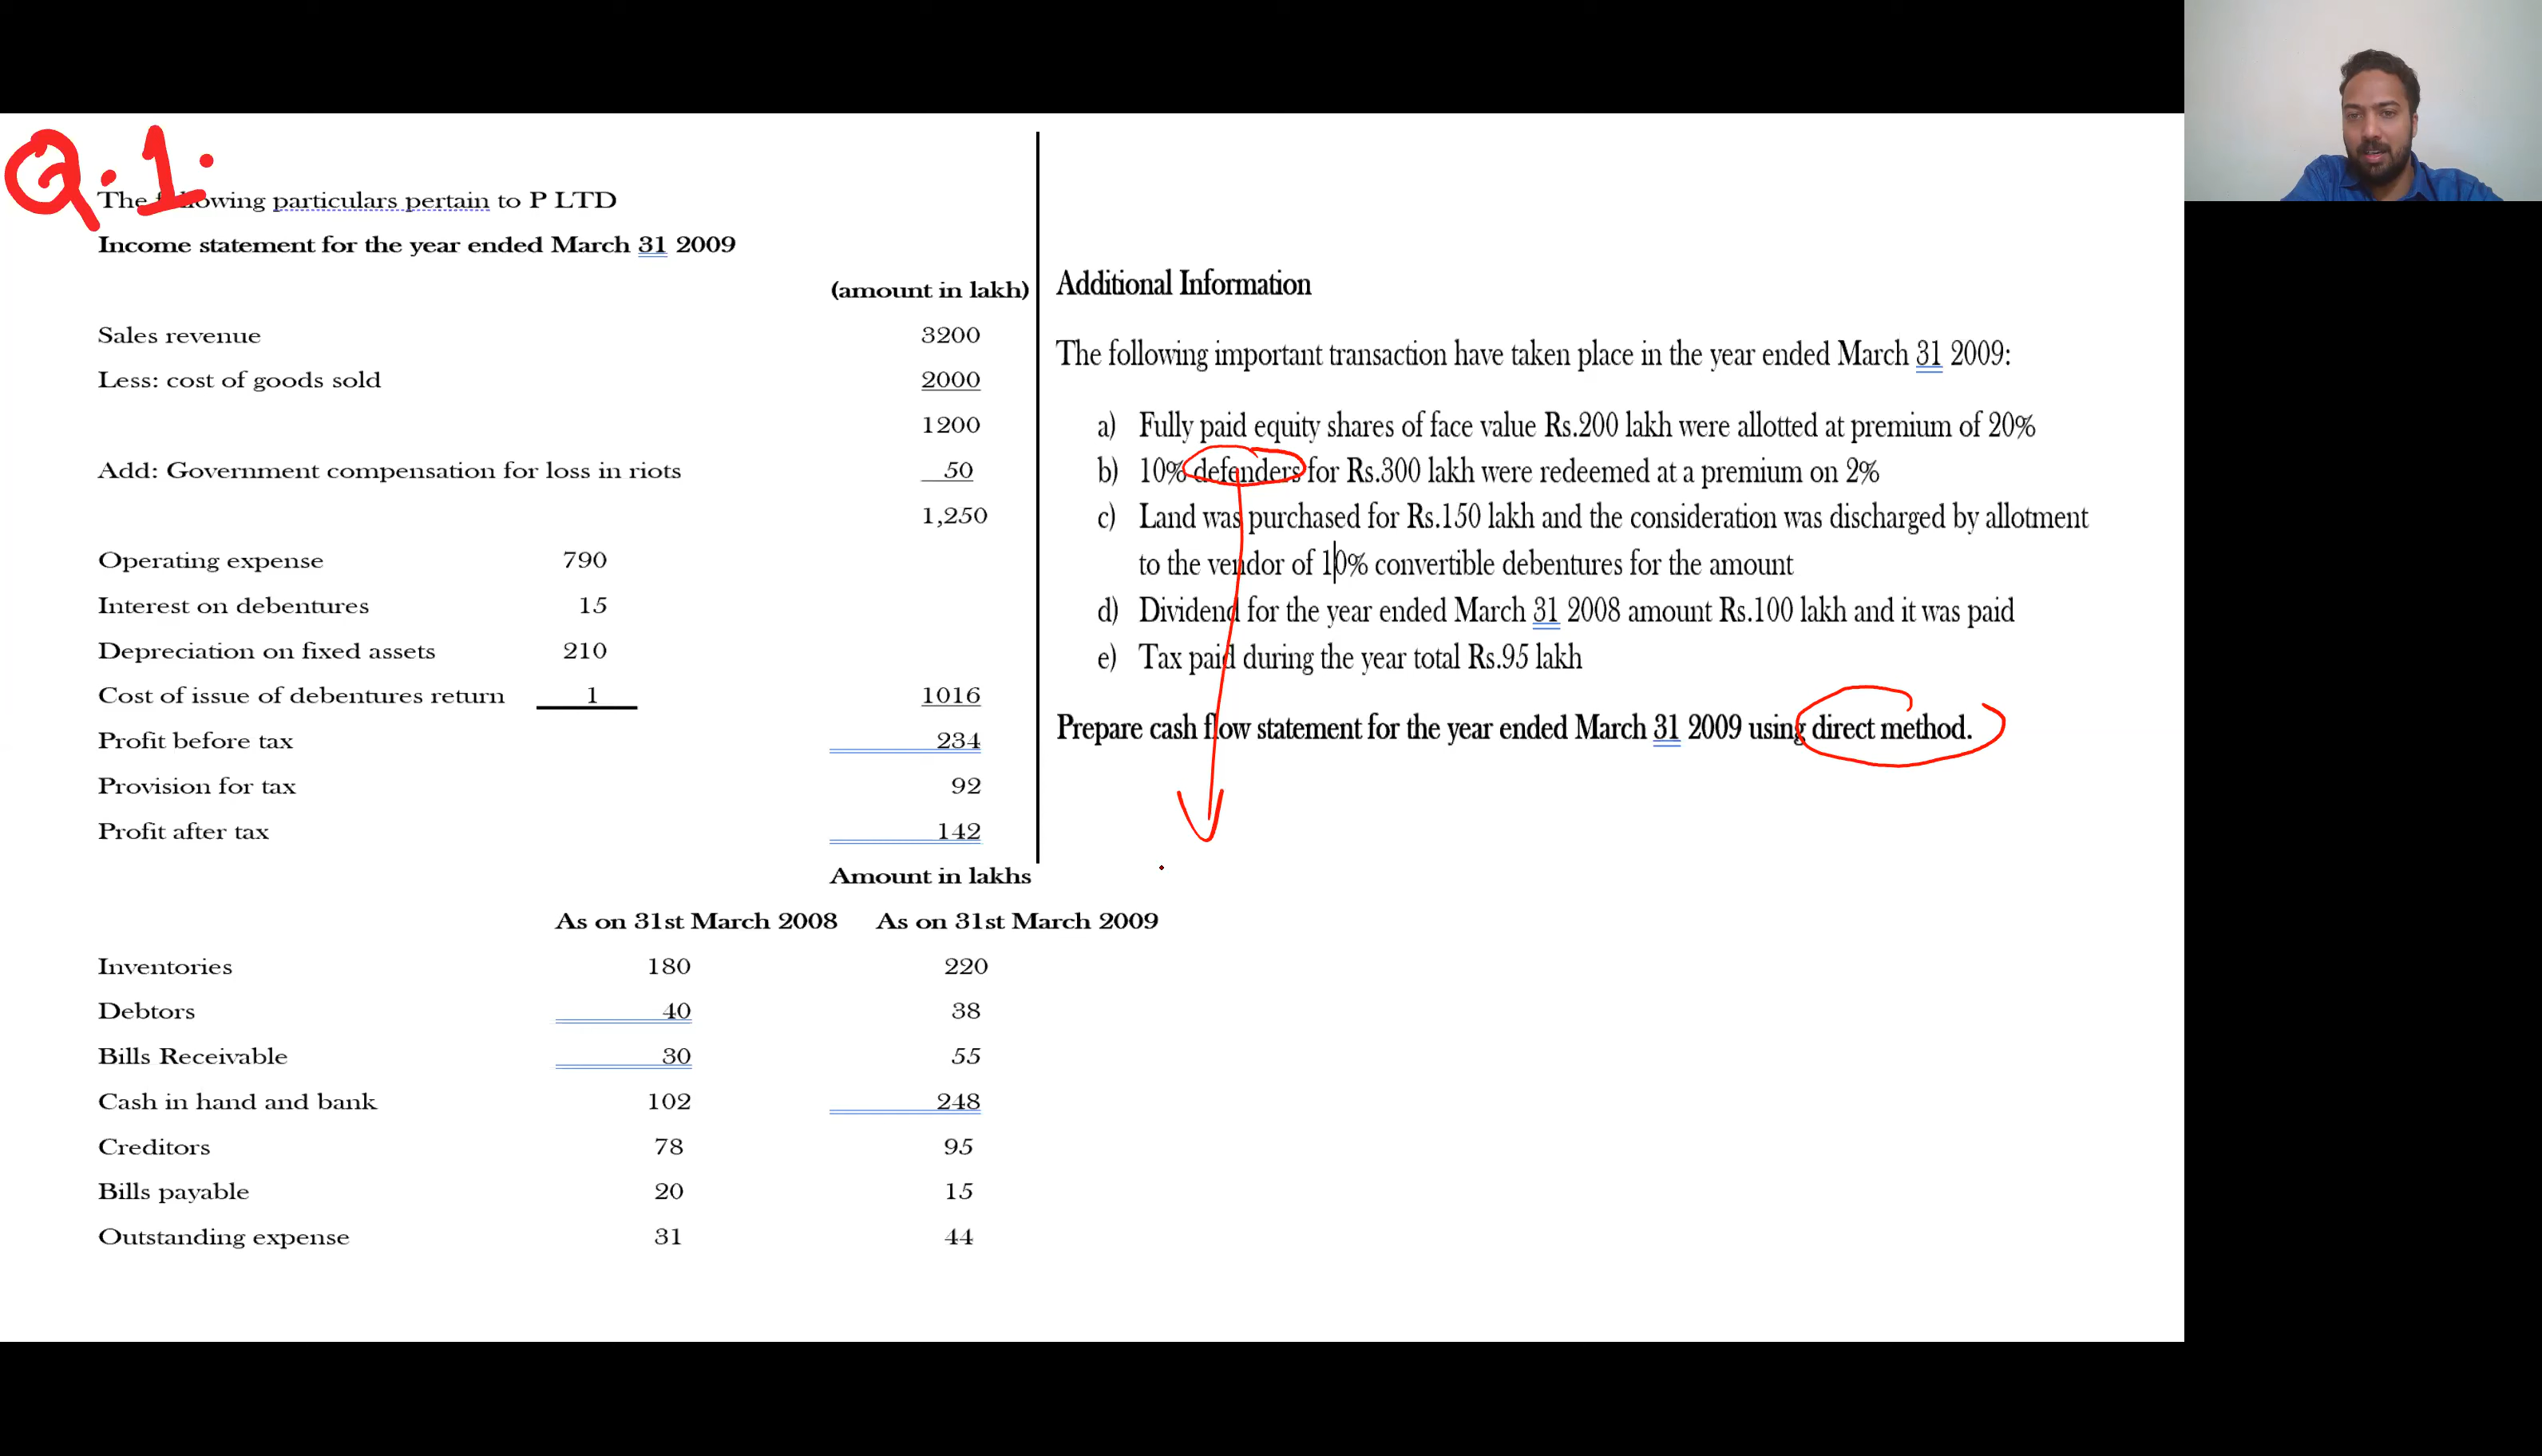 Q.1.
The following particulars pertain to P LTD
Income statement for the year ended March 31 2009
(amount in lakh)
Sales revenue 3200
Less: cost of goods sold 2000
1200
Add: Government compensation for loss in riots 50
1,250
Operating expense 790
Interest on debentures 15
Depreciation on fixed assets 210
Cost of issue of debentures return 1 1016
Profit before tax 234
Provision for tax 92
Profit after tax 142
Amount in lakhs
As on 31st March 2008 As on 31st March 2009
Inventories 180 220
Debtors 40 38
Bills Receivable 30 55
Cash in hand and bank 102 248
Creditors 78 95
Bills payable 20 15
Outstanding expense 31 44
Additional Information
The following important transaction have taken place in the year ended March 31 2009:
a) Fully paid equity shares of face value Rs.200 lakh were allotted at premium of 20%
b) 10% defenders for Rs.300 lakh were redeemed at a premium on 2%
c) Land was purchased for Rs.150 lakh and the consideration was discharged by allotment
to the vendor of 10% convertible debentures for the amount
d) Dividend for the year ended March 31 2008 amount Rs.100 lakh and it was paid
e) Tax paid during the year total Rs.95 lakh
Prepare cash flow statement for the year ended March 31 2009 using direct method.